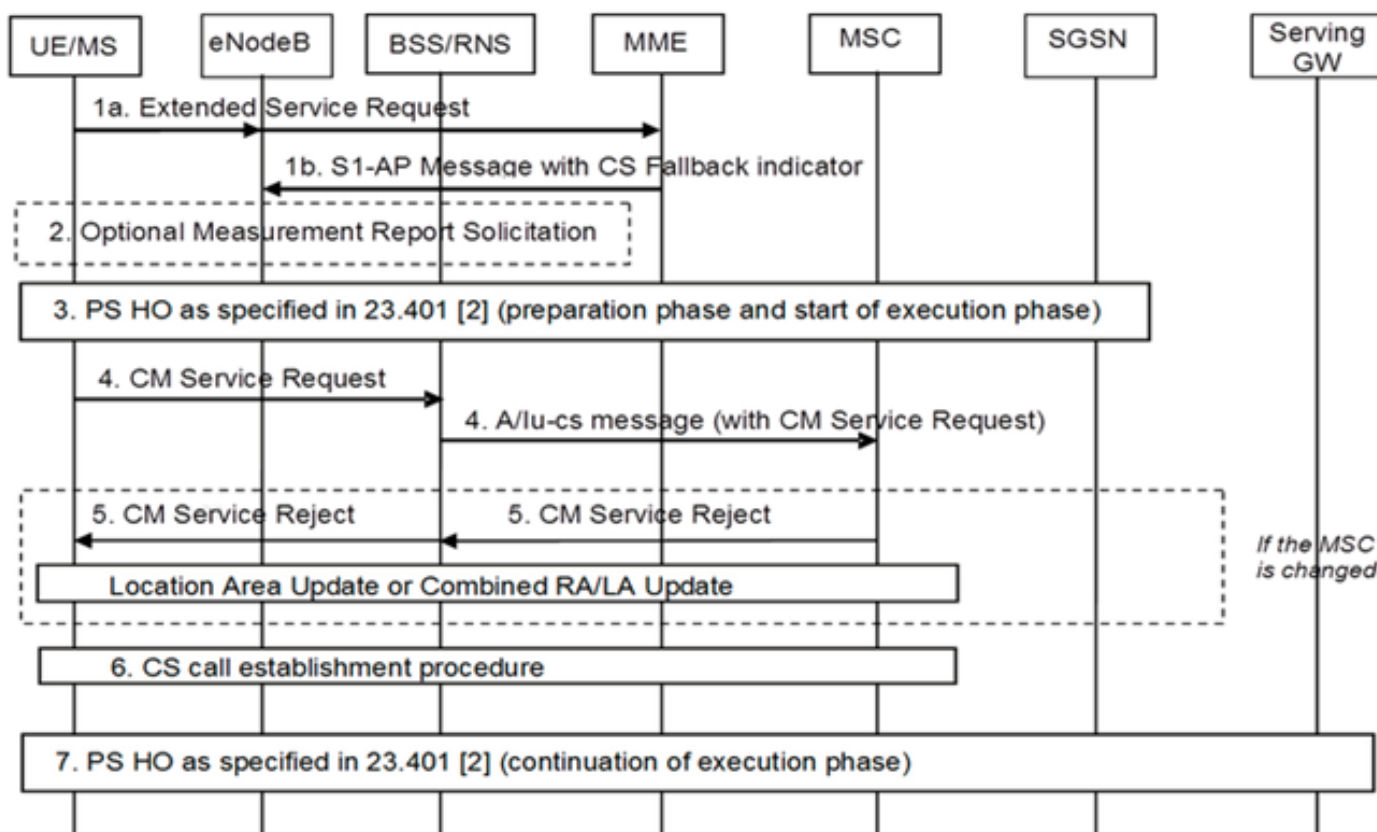 UE/MS
eNodeB
BSS/RNS
MME
MSC
SGSN
Serving
GW
1a. Extended Service Request
1b. S1-AP Message with CS Fallback indicator
2. Optional Measurement Report Solicitation
3. PS HO as specified in 23.401 [2] (preparation phase and start of execution phase)
4. CM Service Request
4. A/Iu-cs message (with CM Service Request)
5. CM Service Reject
5. CM Service Reject
If the MSC
is changed
Location Area Update or Combined RA/LA Update
6. CS call establishment procedure
7. PS HO as specified in 23.401 [2] (continuation of execution phase)